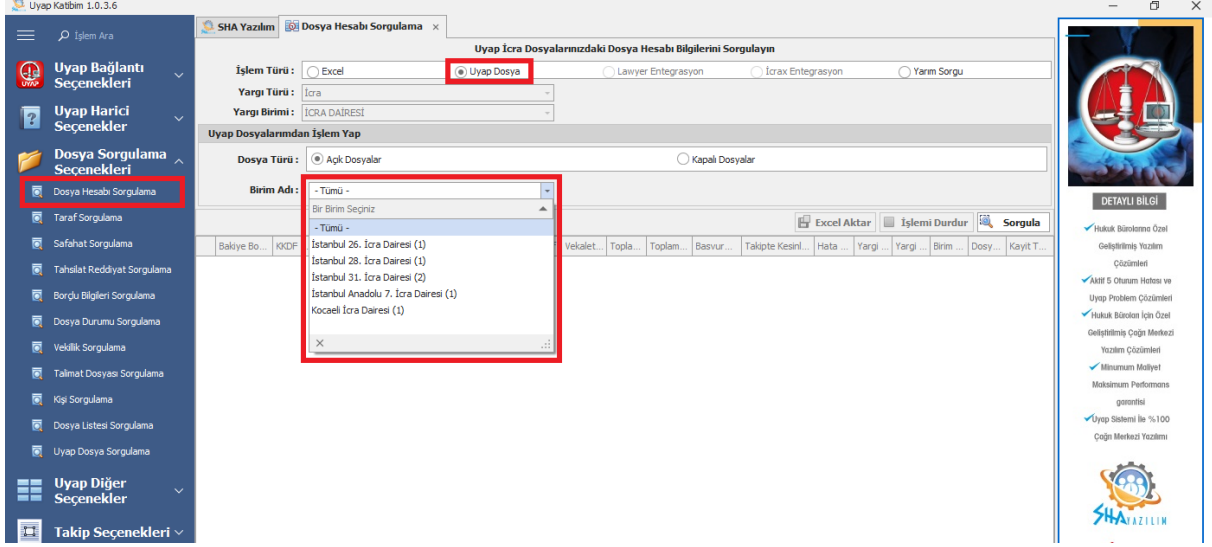 Uyap Katibim 1.0.3.6
İşlem Ara
SHA Yazılım
Dosya Hesabı Sorgulama ×
Uyap İcra Dosyalarınızdaki Dosya Hesabı Bilgilerini Sorgulayın
UYAP
Uyap Bağlantı
Seçenekleri
Uyap Harici
Seçenekler
Dosya Sorgulama
Seçenekleri
Dosya Hesabı Sorgulama
Taraf Sorgulama
Safahat Sorgulama
Tahsilat Reddiyat Sorgulama
Borçlu Bilgileri Sorgulama
Dosya Durumu Sorgulama
Vekillik Sorgulama
Talimat Dosyası Sorgulama
Kişi Sorgulama
Dosya Listesi Sorgulama
Uyap Dosya Sorgulama
Uyap Diğer
Seçenekler
Takip Seçenekleri
İşlem Türü : Excel Uyap Dosya Lawyer Entegrasyon İcrax Entegrasyon Yarım Sorgu
Yargı Türü : İcra
Yargı Birimi : İCRA DAİRESİ
Uyap Dosyalarımdan İşlem Yap
Dosya Türü : Açık Dosyalar Kapalı Dosyalar
Birim Adı : - Tümü -
Bir Birim Seçiniz
- Tümü -
İstanbul 26. İcra Dairesi (1)
İstanbul 28. İcra Dairesi (1)
İstanbul 31. İcra Dairesi (2)
İstanbul Anadolu 7. İcra Dairesi (1)
Kocaeli İcra Dairesi (1)
Excel Aktar İşlemi Durdur Sorgula
Bakiye Bo... KKDF Vekalet... Topla... Toplam... Basvur... Takipte Kesinl... Hata ... Yargi ... Yargi ... Birim ... Dosy... Kayit T...
DETAYLI BİLGİ
Hukuk Bürolarına Özel
Geliştirilmiş Yazılım
Çözümleri
Aktif 5 Oturum Hatası ve
Uyap Problem Çözümleri
Hukuk Büroları İçin Özel
Geliştirilmiş Çağrı Merkezi
Yazılım Çözümleri
Minumum Maliyet
Maksimum Performans
garantisi
Uyap Sistemi İle %100
Çağrı Merkezi Yazılımı
SHA YAZILIM